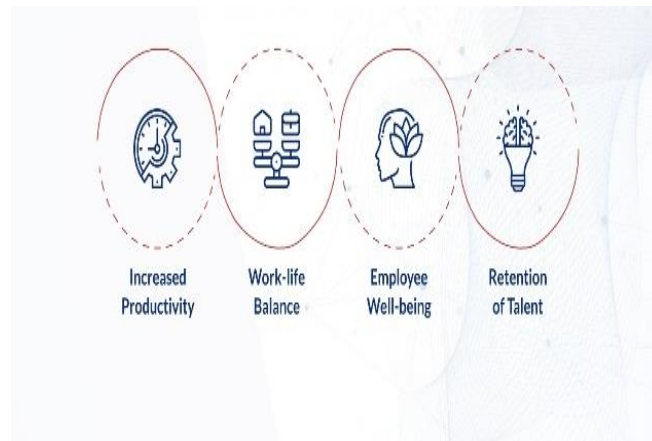 Increased
Productivity
Work-life
Balance
Employee
Well-being
Retention
of Talent